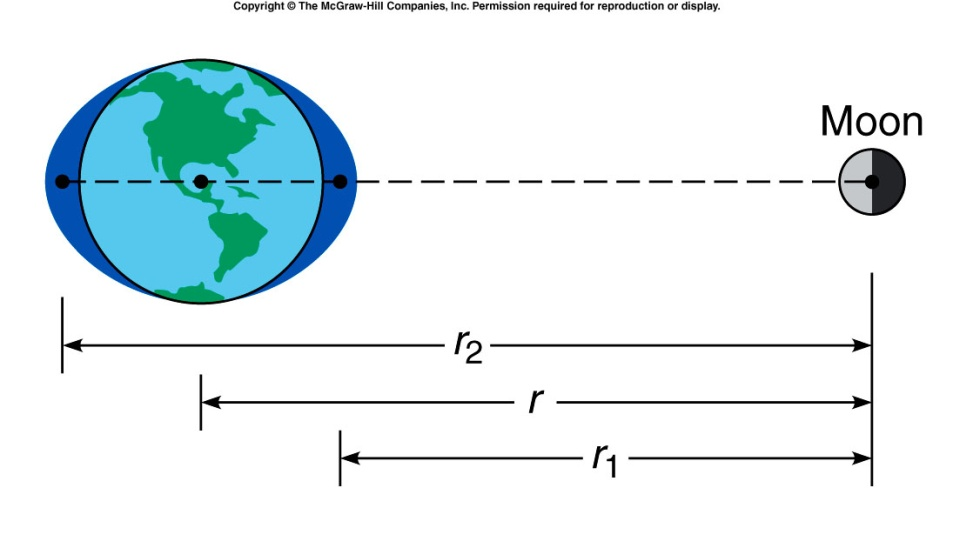 Copyright © The McGraw-Hill Companies, Inc. Permission required for reproduction or display.
Moon
r2
r
r1